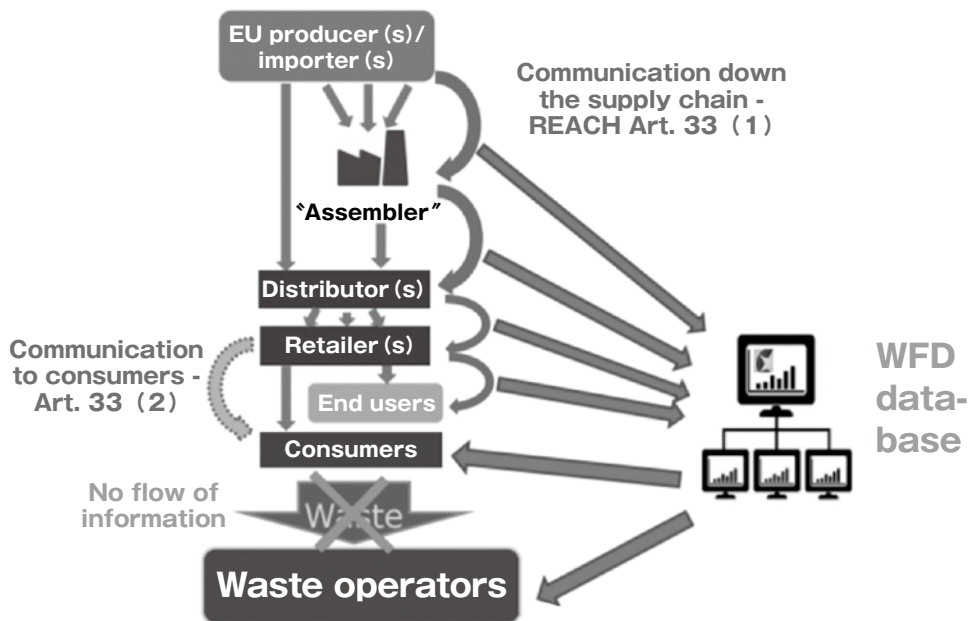 EU producer (s)/
importer (s)
Communication down
the supply chain -
REACH Art. 33 (1)
〝Assembler〞
Distributor (s)
Retailer (s)
Communication
to consumers -
Art. 33 (2)
End users
Consumers
WFD
data-
base
No flow of
information
Waste
Waste operators